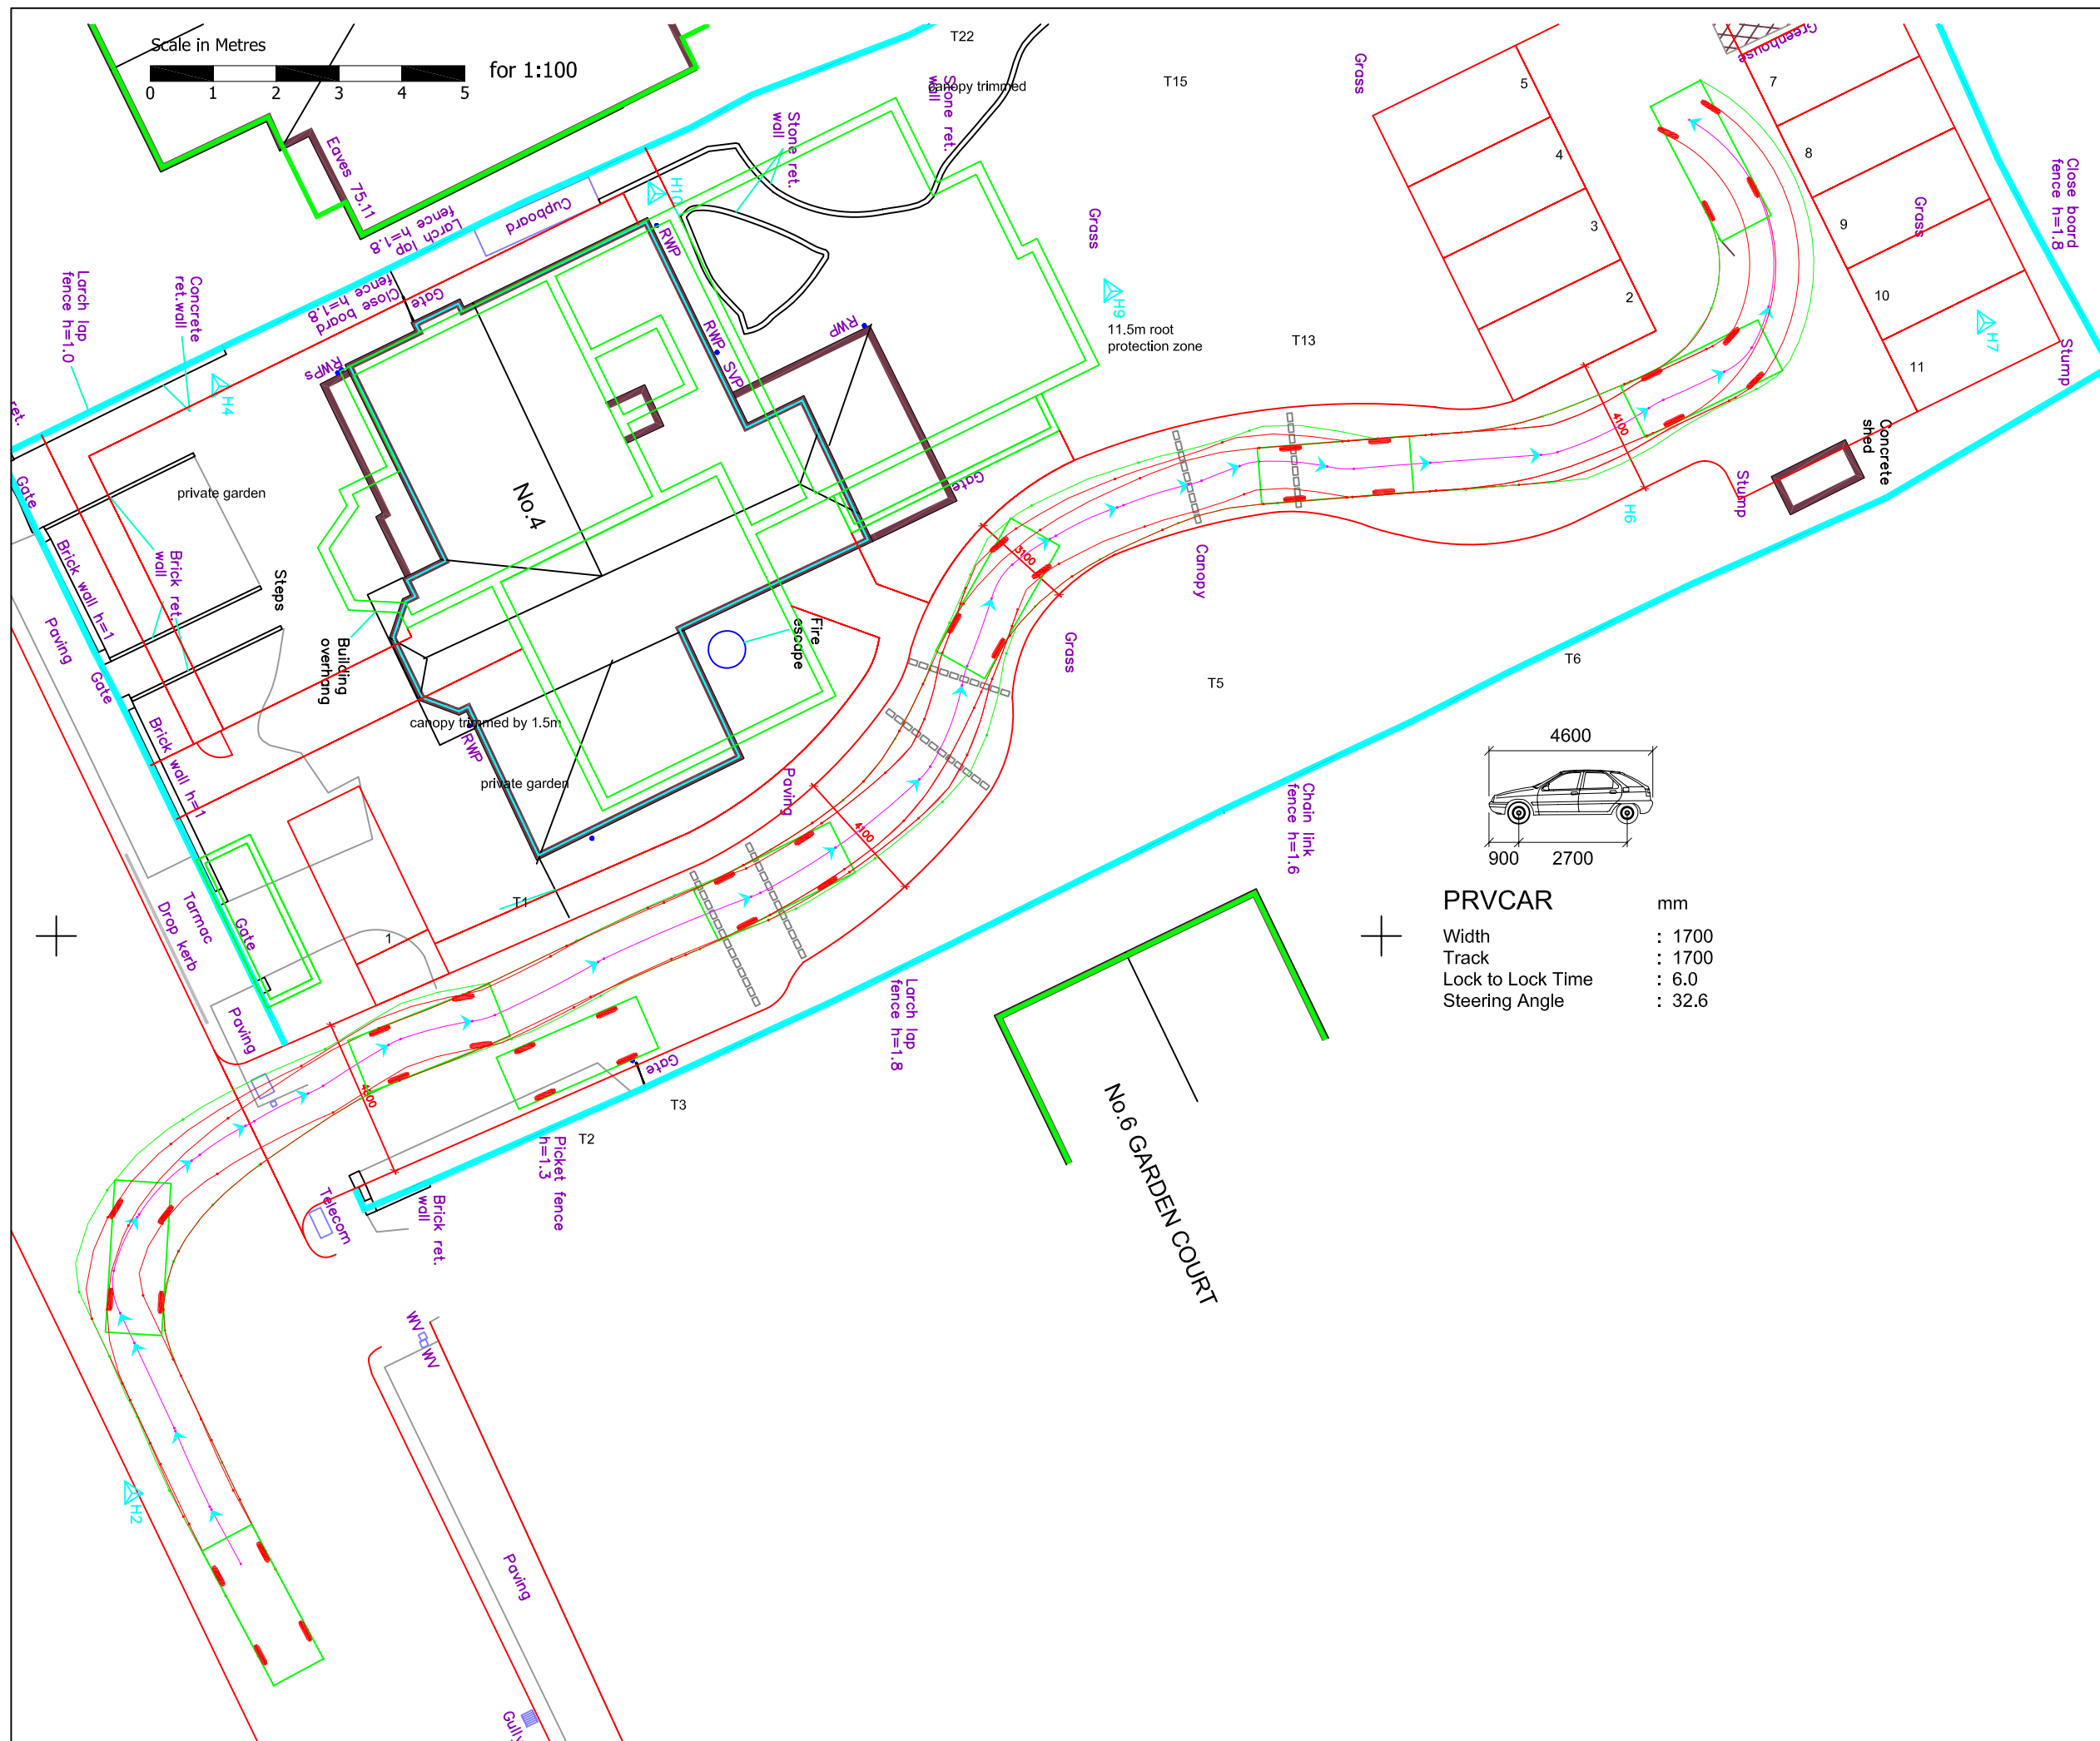 Scale in Metres
for 1:100
0 1 2 3 4 5
T22
canopy trimmed
Stone ret.
wall
Stone ret.
wall
T15
Grass
5
4
3
2
Greenhouse
7
8
9
10
11
Grass
Close board
fence h=1.8
H7
Stump
Eaves 75.11
Larch lap
fence h=1.8
Cupboard
H10
RWP
Grass
H9
11.5m root
protection zone
T13
Larch lap
fence h=1.0
Concrete
ret.wall
Close board
fence h=1.8
Gate
RWP
SVP
RWP
RWPs
H4
ret.
Gate
private garden
No.4
Gate
4100
Concrete
shed
Stump
H6
Canopy
3100
Brick wall h=1
Brick ret.
wall
Steps
Paving
Gate
Building
overhang
Fire
escape
Grass
T5
T6
canopy trimmed by 1.5m
RWP
private garden
Paving
Brick wall h=1
4100
Chain link
fence h=1.6
4600
900 2700
PRVCAR mm
Width : 1700
Track : 1700
Lock to Lock Time : 6.0
Steering Angle : 32.6
T1
1
Tarmac
Drop kerb
Gate
Paving
Larch lap
fence h=1.8
Gate
T3
T2
Picket fence
h=1.3
Brick ret.
wall
Telecom
No.6 GARDEN COURT
WV
WV
H2
Paving
Gully